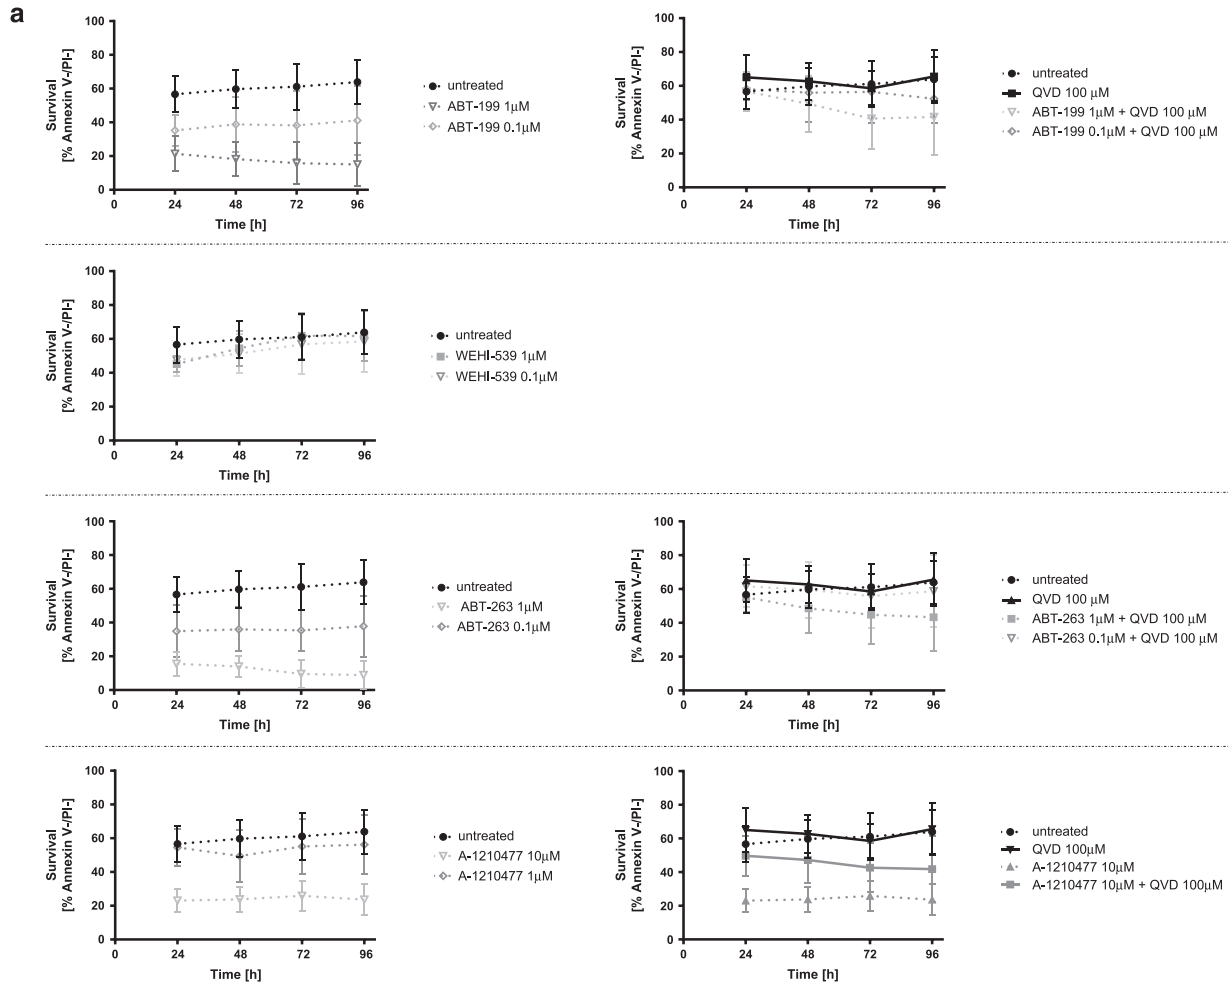 a
Survival
[% Annexin V-/PI-]
100
80
60
40
20
0
0
24
48
72
96
Time [h]
untreated
ABT-199 1μM
ABT-199 0.1μM
Survival
[% Annexin V-/PI-]
100
80
60
40
20
0
0
24
48
72
96
Time [h]
untreated
QVD 100 μM
ABT-199 1μM + QVD 100 μM
ABT-199 0.1μM + QVD 100 μM
Survival
[% Annexin V-/PI-]
100
80
60
40
20
0
0
24
48
72
96
Time [h]
untreated
WEHI-539 1μM
WEHI-539 0.1μM
Survival
[% Annexin V-/PI-]
100
80
60
40
20
0
0
24
48
72
96
Time [h]
untreated
ABT-263 1μM
ABT-263 0.1μM
Survival
[% Annexin V-/PI-]
100
80
60
40
20
0
0
24
48
72
96
Time [h]
untreated
QVD 100 μM
ABT-263 1μM + QVD 100 μM
ABT-263 0.1μM + QVD 100 μM
Survival
[% Annexin V-/PI-]
100
80
60
40
20
0
0
24
48
72
96
Time [h]
untreated
A-1210477 10μM
A-1210477 1μM
Survival
[% Annexin V-/PI-]
100
80
60
40
20
0
0
24
48
72
96
Time [h]
untreated
QVD 100μM
A-1210477 10μM
A-1210477 10μM + QVD 100μM